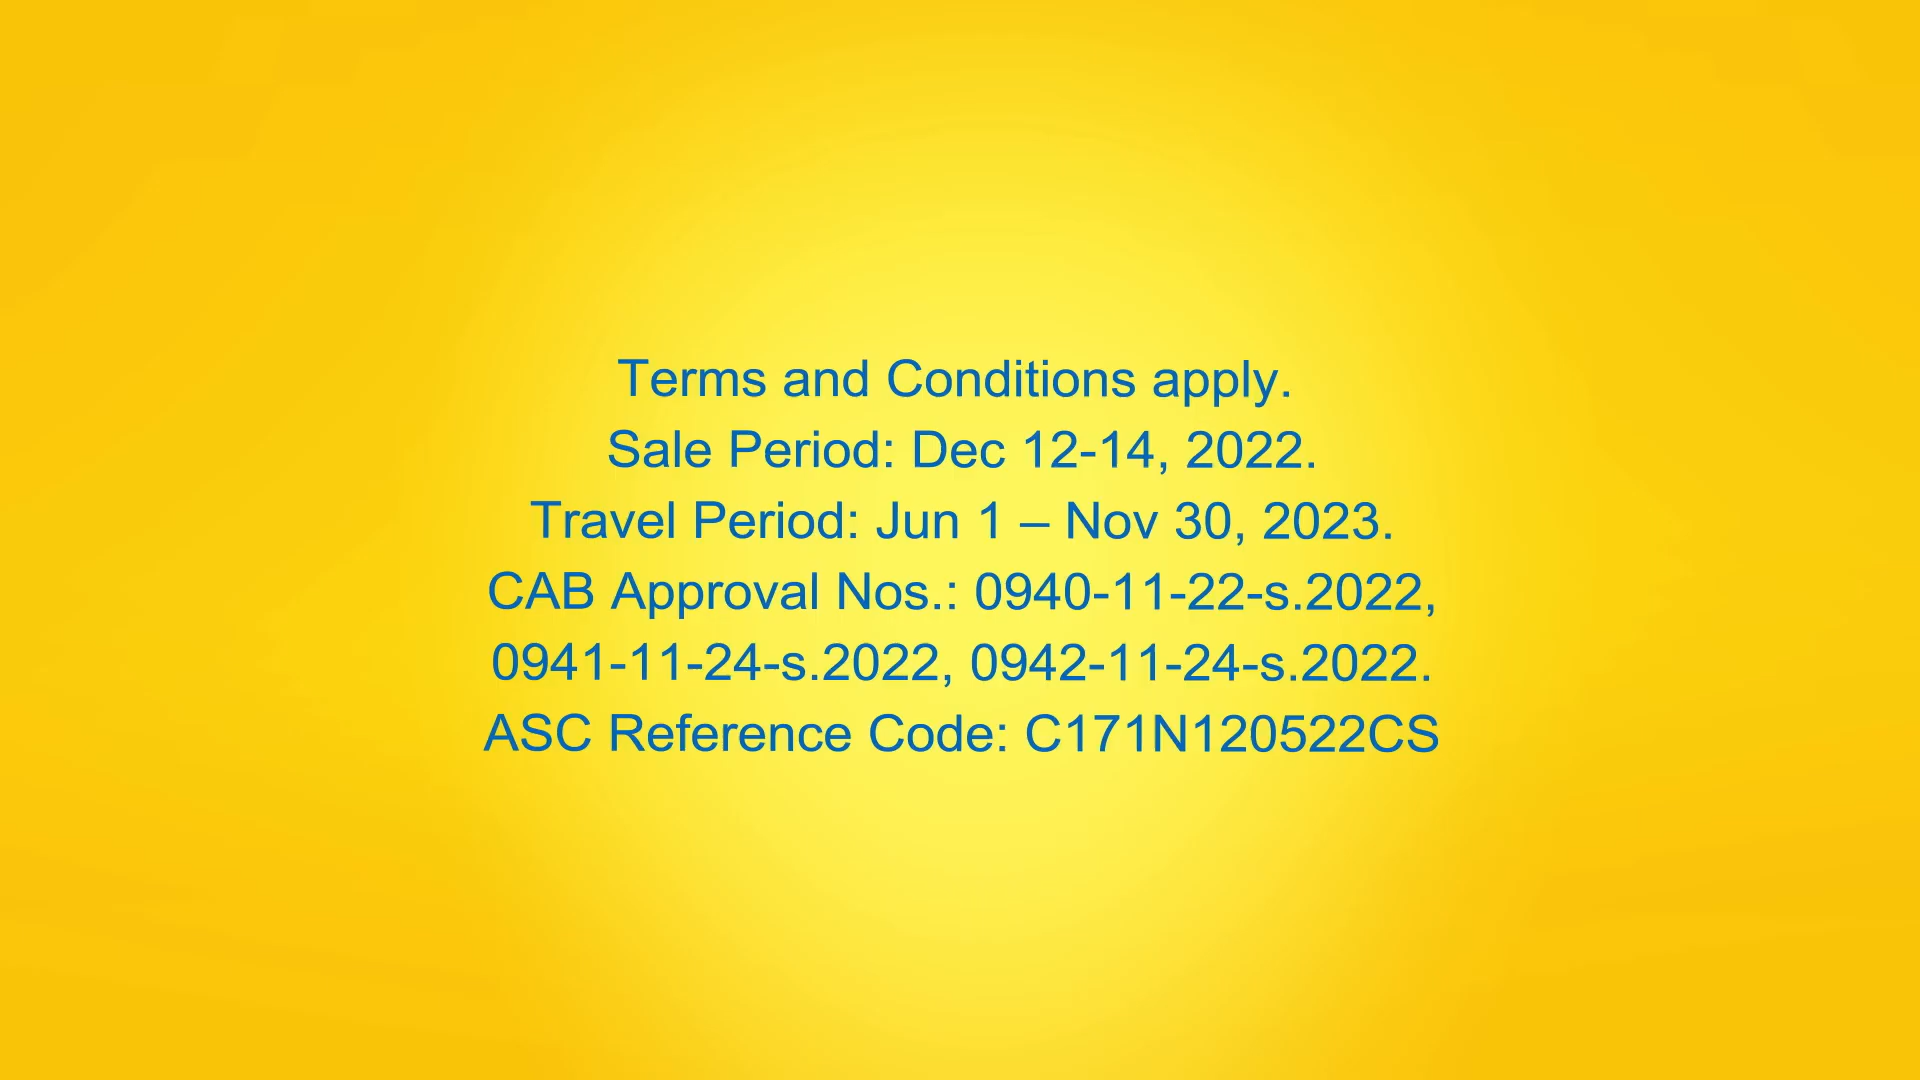 Terms and Conditions apply.
Sale Period: Dec 12-14, 2022.
Travel Period: Jun 1 – Nov 30, 2023.
CAB Approval Nos.: 0940-11-22-s.2022,
0941-11-24-s.2022, 0942-11-24-s.2022.
ASC Reference Code: C171N120522CS